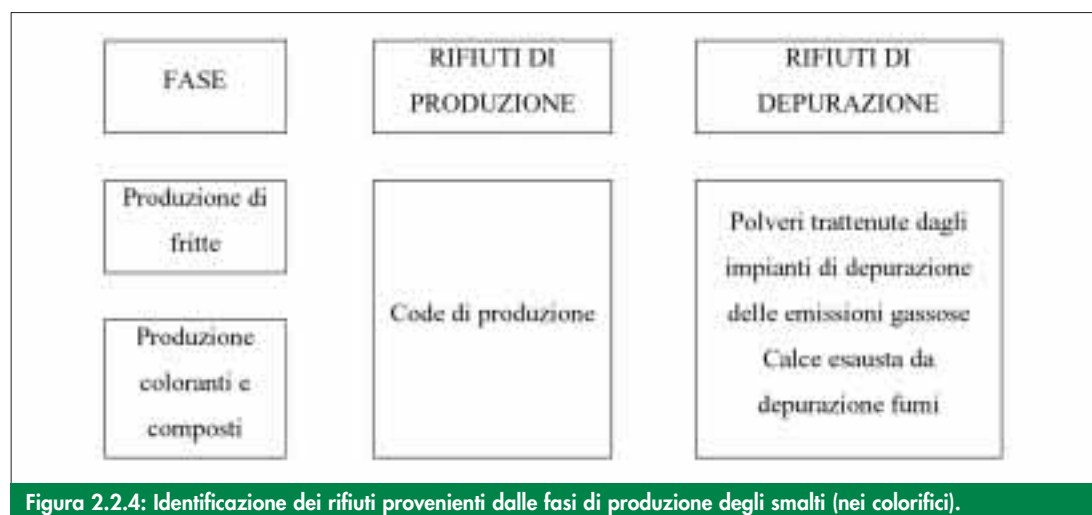 FASE
RIFIUTI DI
PRODUZIONE
RIFIUTI DI
DEPURAZIONE
Produzione di
fritte
Produzione
coloranti e
composti
Code di produzione
Polveri trattenute dagli
impianti di depurazione
delle emissioni gassose
Calce esausta da
depurazione fumi
Figura 2.2.4: Identificazione dei rifiuti provenienti dalle fasi di produzione degli smalti (nei colorifici).